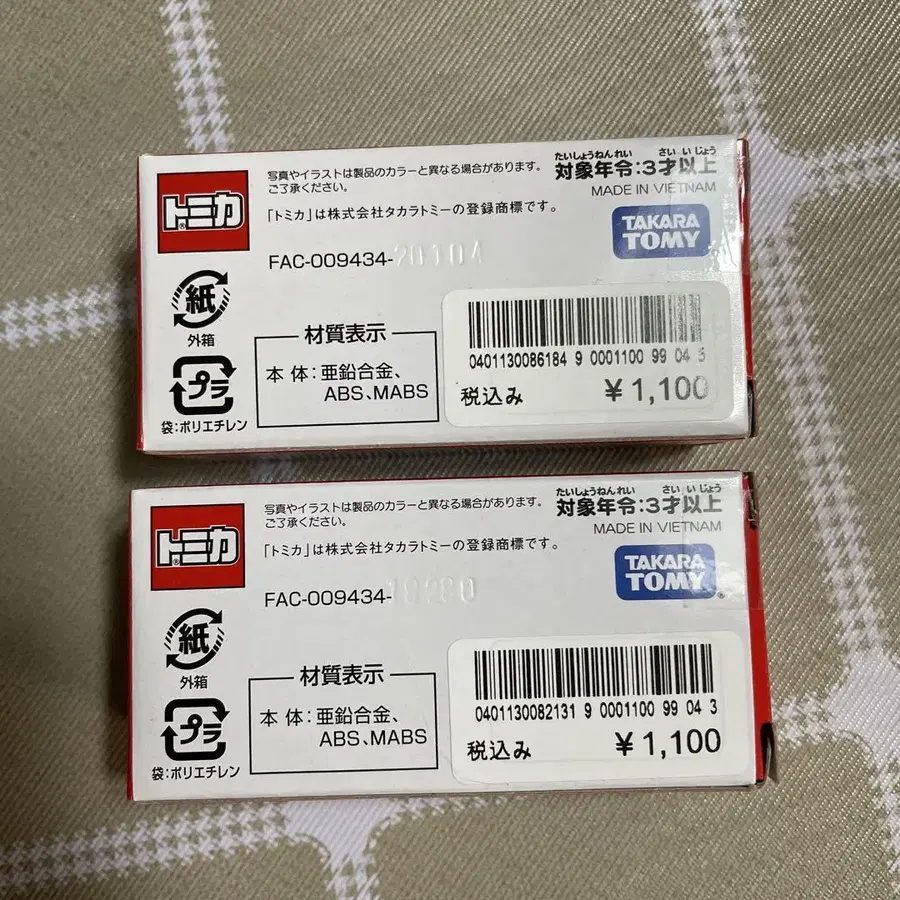 トミカ
写真やイラストは製品のカラーと異なる場合があります。
ご了承ください。
「トミカ」は株式会社タカラトミーの登録商標です。
FAC-009434-20104
たいしょうねんれい さいいじょう
対象年令:3才以上
MADE IN VIETNAM
TAKARA
TOMY
紙
外箱
プラ
袋:ポリエチレン
材質表示
本体:亜鉛合金、
ABS、MABS
0401130086184 9 0001100 99 04 5
税込み ¥1,100
トミカ
写真やイラストは製品のカラーと異なる場合があります。
ご了承ください。
「トミカ」は株式会社タカラトミーの登録商標です。
FAC-009434-
たいしょうねんれい さいいじょう
対象年令:3才以上
MADE IN VIETNAM
TAKARA
TOMY
紙
外箱
プラ
袋:ポリエチレン
材質表示
本体:亜鉛合金、
ABS、MABS
0401130082131 9 0001100 99 04 3
税込み ¥1,100